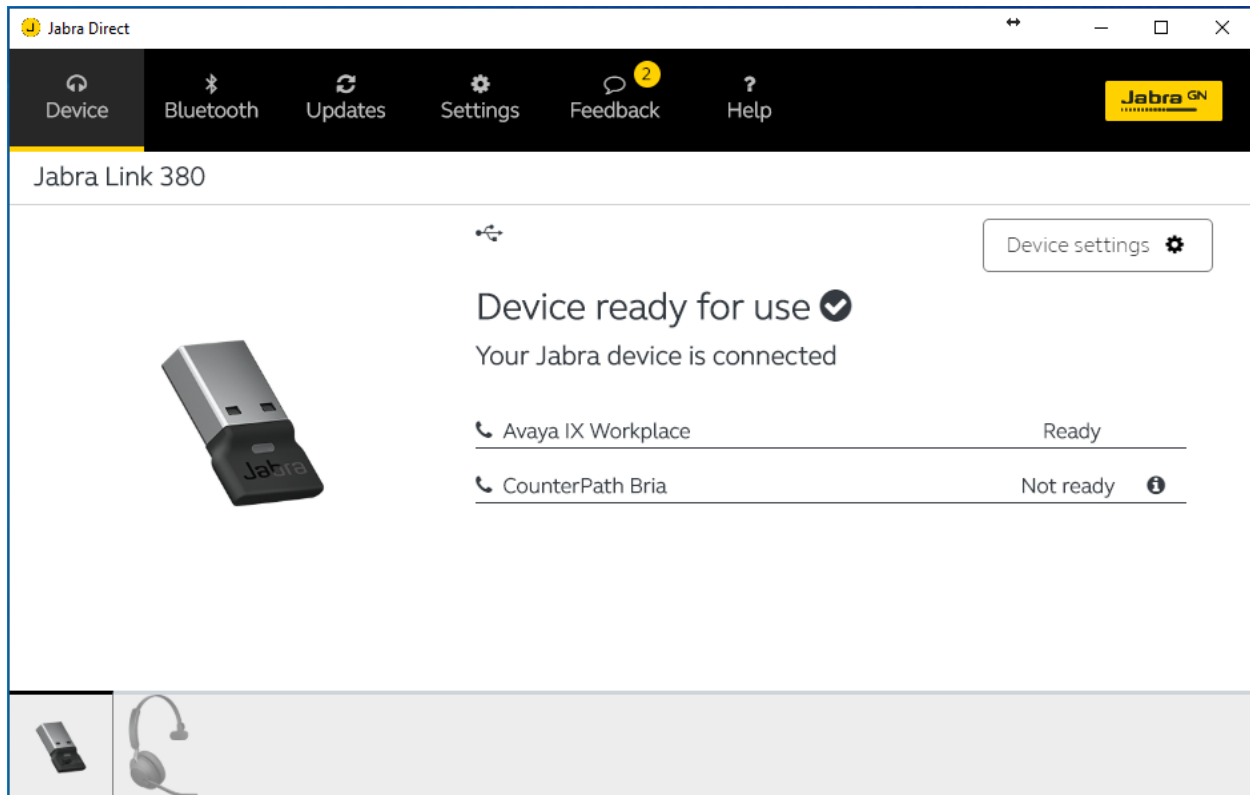 Jabra Direct
Device Bluetooth Updates Settings Feedback 2 Help
Jabra GN
Jabra Link 380
Device settings
Device ready for use
Your Jabra device is connected
Avaya IX Workplace Ready
CounterPath Bria Not ready
Jabra